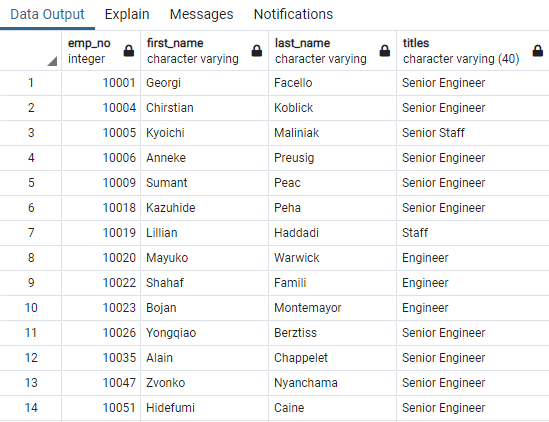 Data Output Explain Messages Notifications
emp_no first_name last_name titles
integer character varying character varying character varying (40)
1 10001 Georgi Facello Senior Engineer
2 10004 Chirstian Koblick Senior Engineer
3 10005 Kyoichi Maliniak Senior Staff
4 10006 Anneke Preusig Senior Engineer
5 10009 Sumant Peac Senior Engineer
6 10018 Kazuhide Peha Senior Engineer
7 10019 Lillian Haddadi Staff
8 10020 Mayuko Warwick Engineer
9 10022 Shahaf Famili Engineer
10 10023 Bojan Montemayor Engineer
11 10026 Yongqiao Berztiss Senior Engineer
12 10035 Alain Chappelet Senior Engineer
13 10047 Zvonko Nyanchama Senior Engineer
14 10051 Hidefumi Caine Senior Engineer